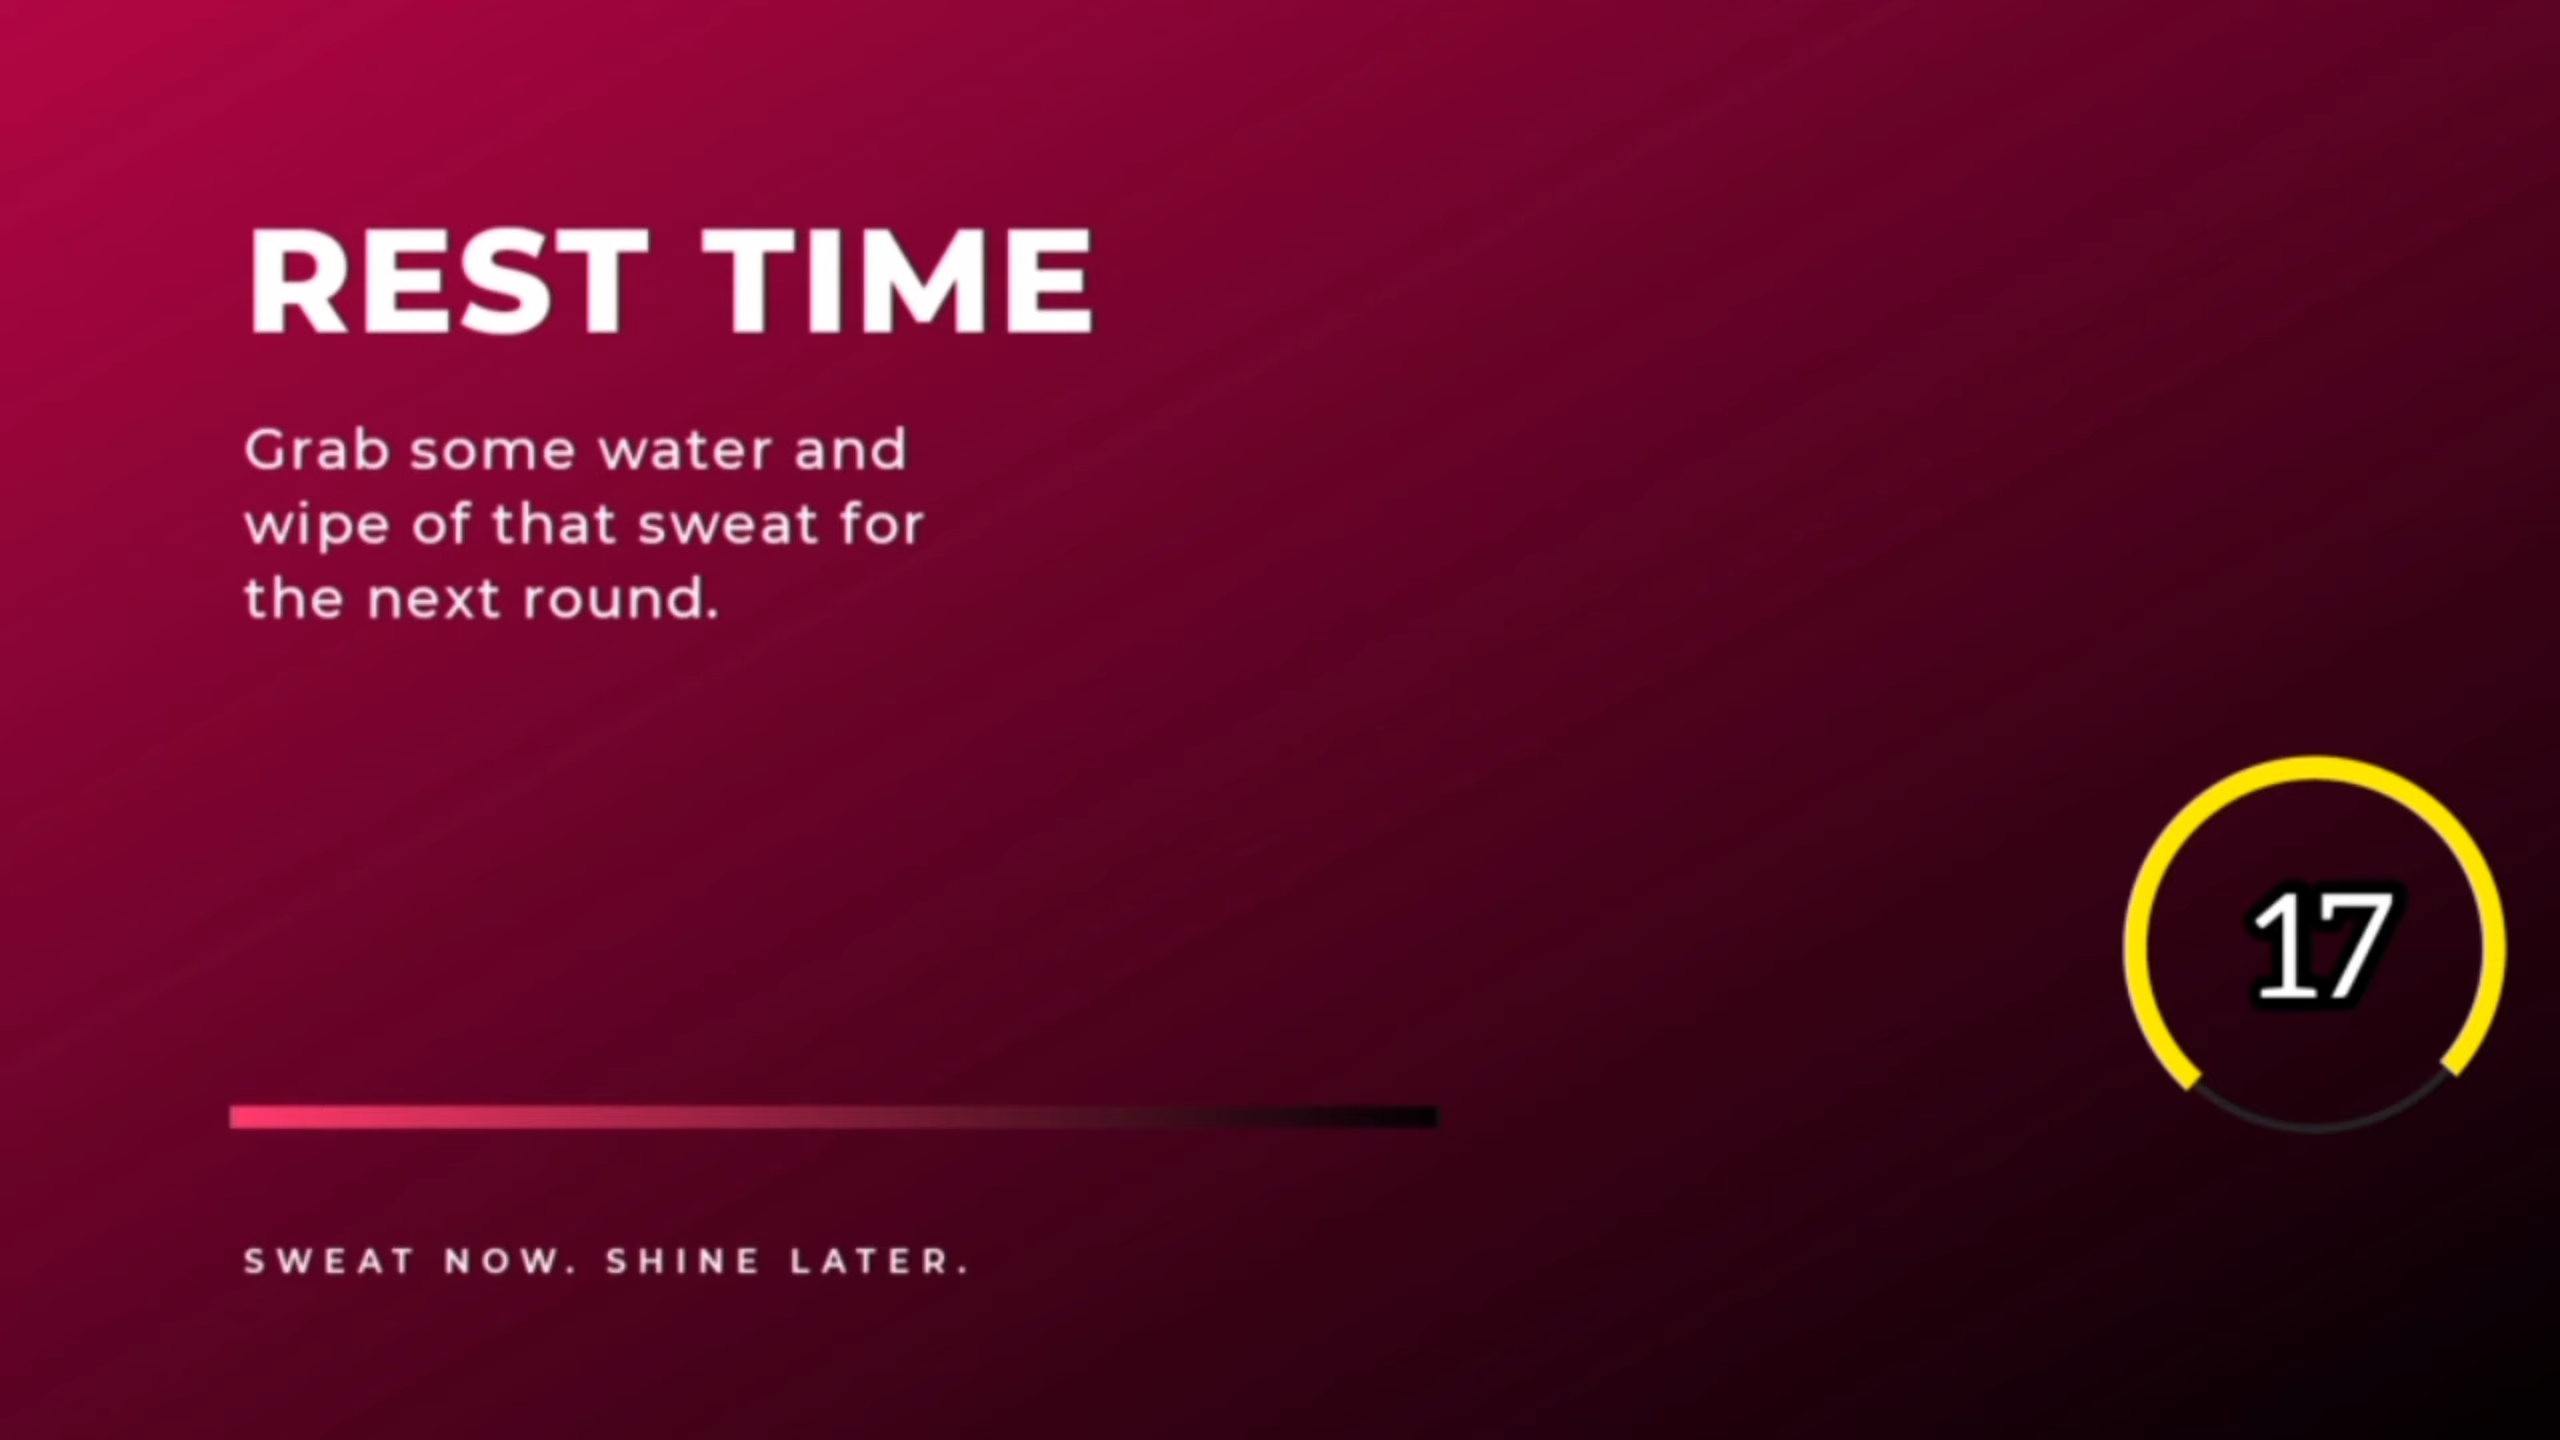 REST TIME
Grab some water and
wipe of that sweat for
the next round.
17
SWEAT NOW. SHINE LATER.